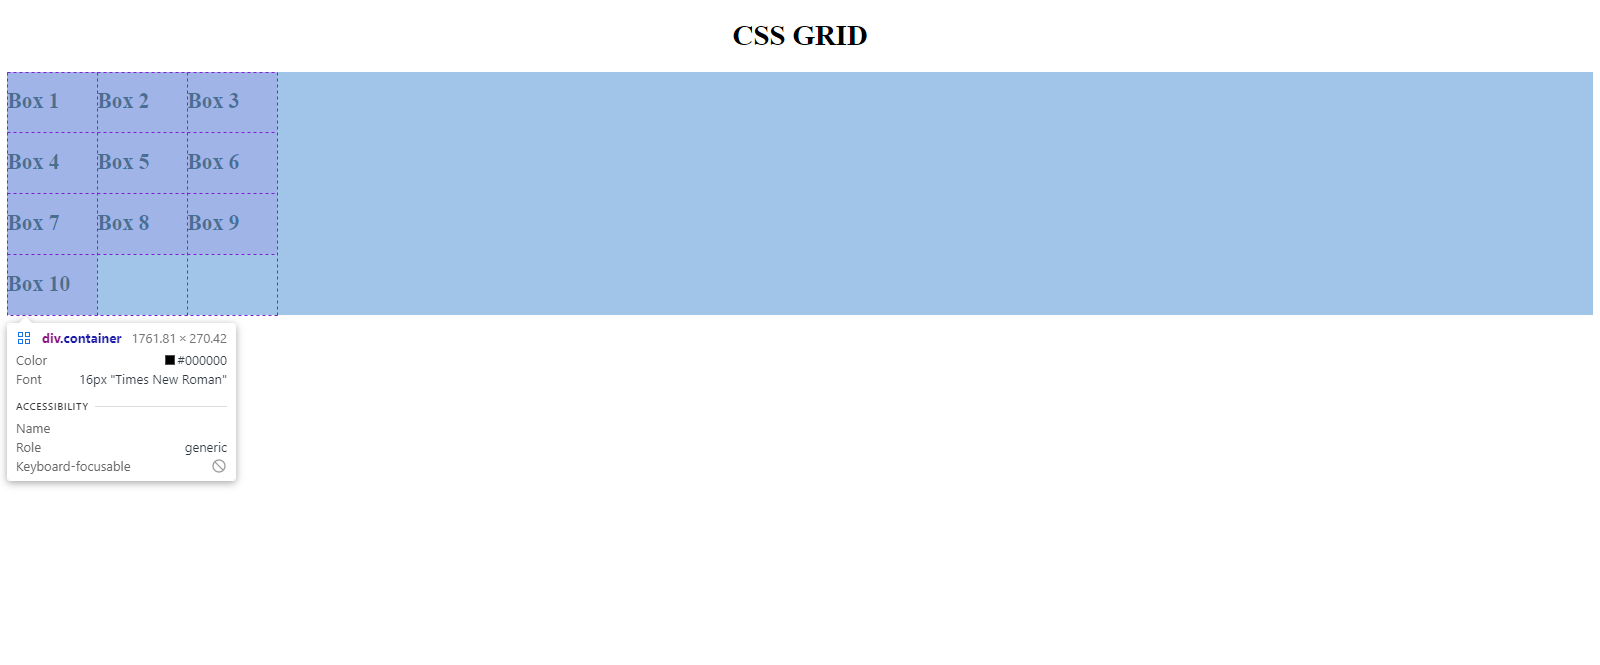 CSS GRID
Box 1 Box 2 Box 3
Box 4 Box 5 Box 6
Box 7 Box 8 Box 9
Box 10
div.container 1761.81 × 270.42
Color #000000
Font 16px "Times New Roman"
ACCESSIBILITY
Name
Role generic
Keyboard-focusable